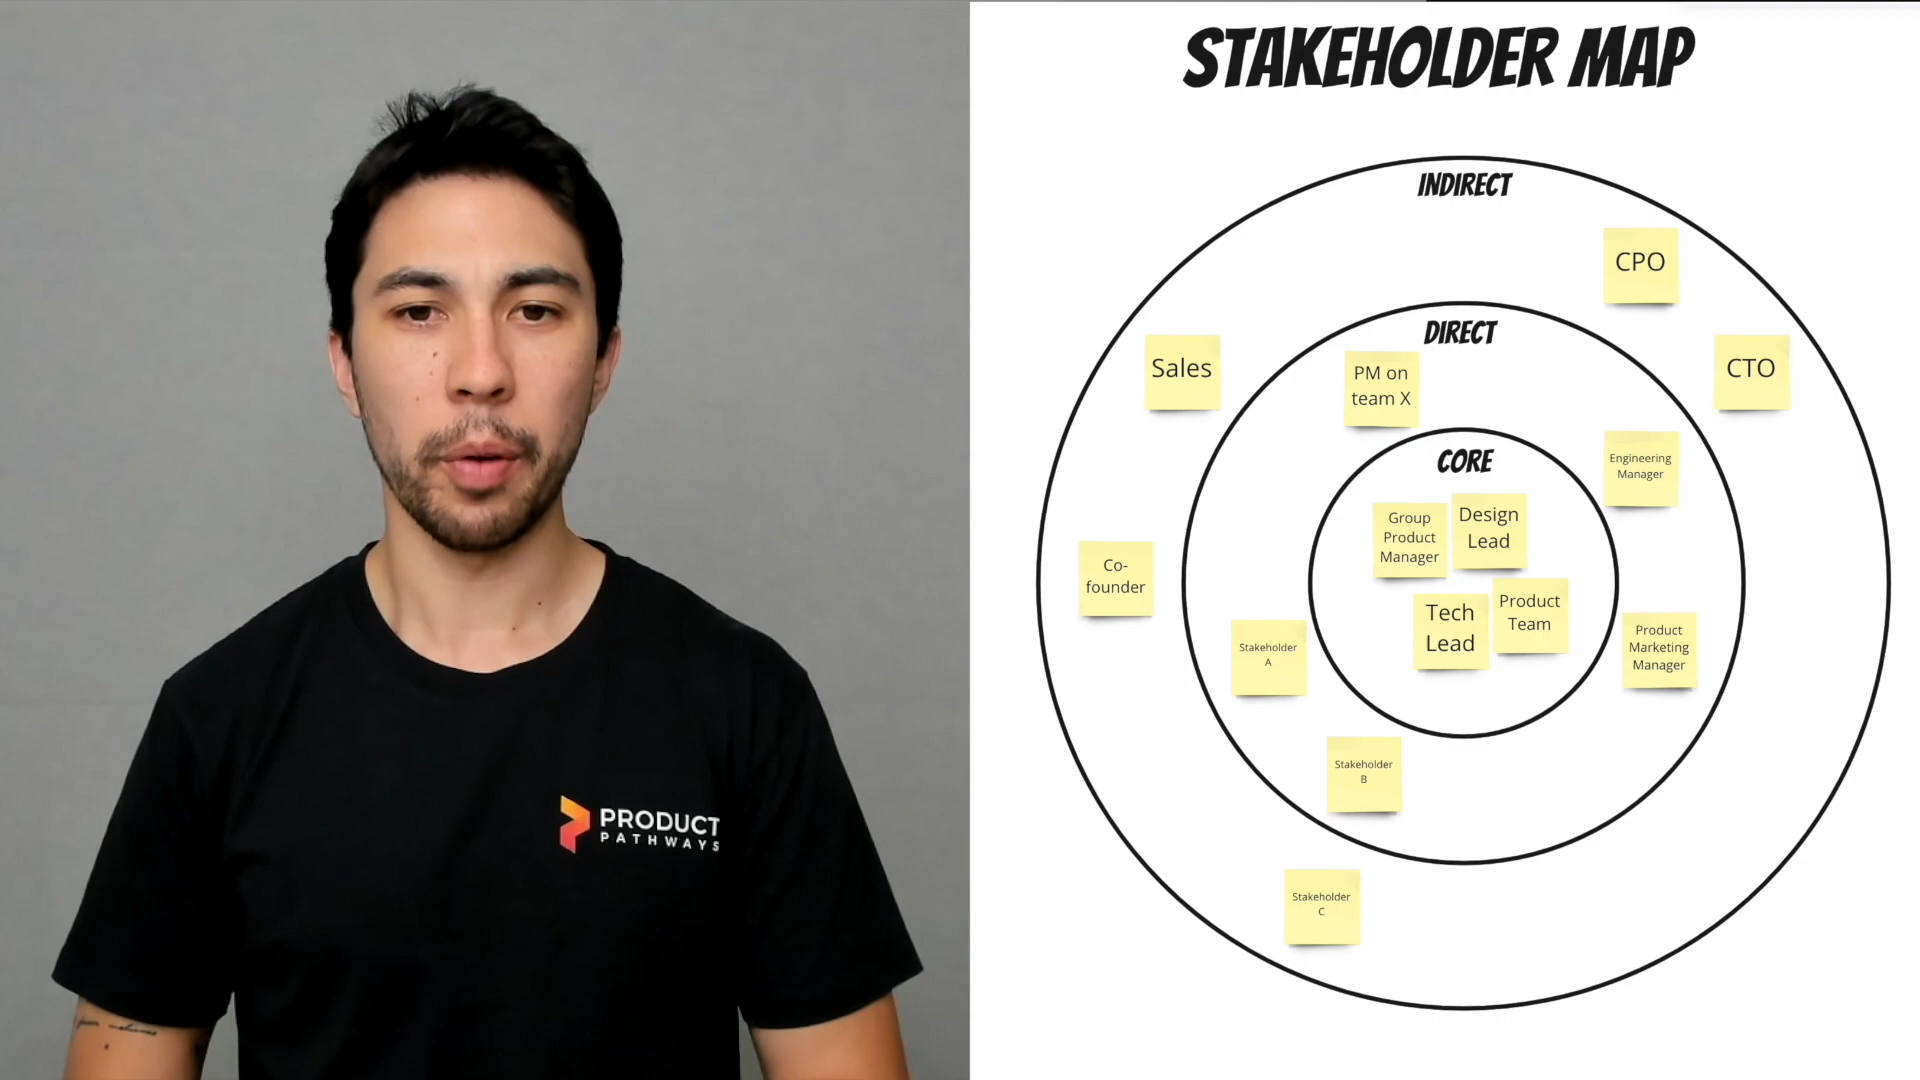 STAKEHOLDER MAP
INDIRECT
CPO
Sales
CTO
DIRECT
PM on
team X
Engineering
Manager
CORE
Group
Product
Manager
Design
Lead
Co-
founder
Tech
Lead
Product
Team
Stakeholder
A
Product
Marketing
Manager
Stakeholder
B
Stakeholder
C
PRODUCT
PATHWAYS